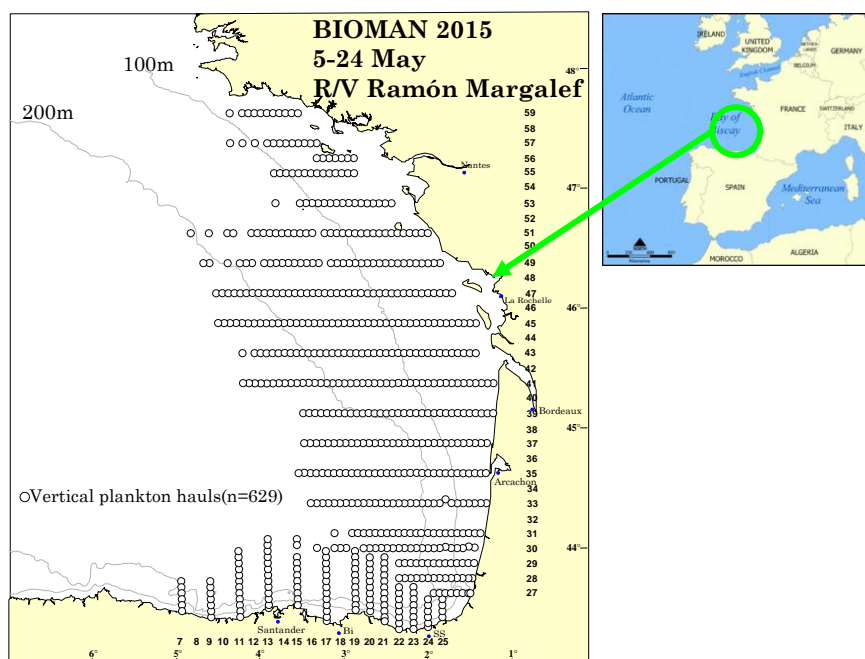 BIOMAN 2015
5-24 May
R/V Ramón Margalef
100m
200m
48°
59
58
57
56
55
Nantes
54
47°
53
52
51
50
49
48
47
La Rochelle
46
46°
45
44
43
42
41
40
Bordeaux
39
38
45°
37
36
35
Arcachon
34
Vertical plankton hauls(n=629)
33
32
31
30
44°
29
28
27
Santander
Bi
SS
7 8 9 10 11 12 13 14 15 16 17 18 19 20 21 22 23 24 25
6° 5° 4° 3° 2° 1°
IRELAND
UNITED
KINGDOM
GERMANY
BELGIUM
English Channel
Atlantic
Ocean
FRANCE
SWITZERLAND
Bay of
Biscay
ITALY
PORTUGAL
SPAIN
Mediterranean
Sea
NORTH
MOROCCO
ALGERIA